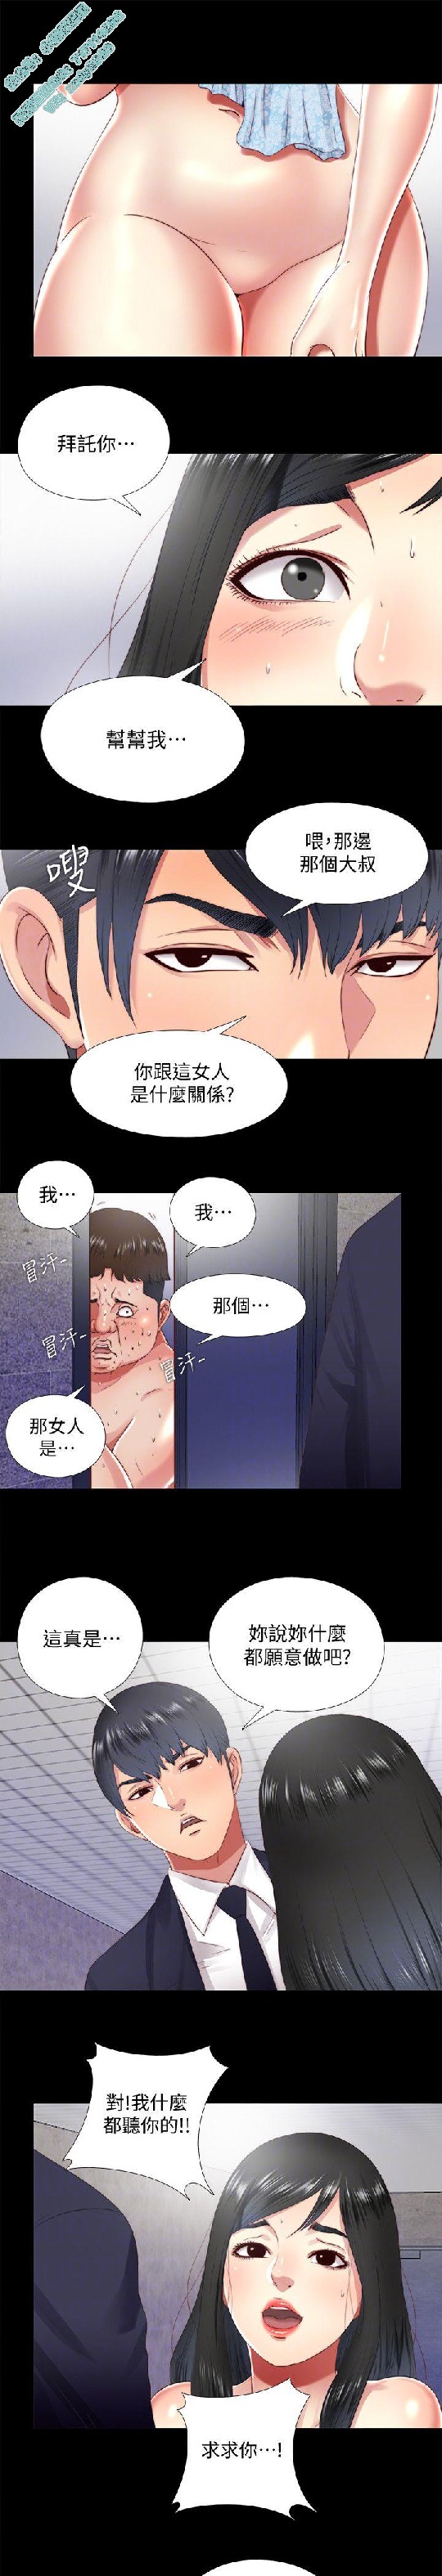 拜託你…
幫幫我…
喂,那邊
那個大叔
嗖
你跟這女人
是什麼關係?
我…
我…
冒汗~
那個…
冒汗~
冒汗~
那女人
是…
這真是…
妳說妳什麼
都願意做吧?
對!我什麼
都聽你的!!
求求你…!